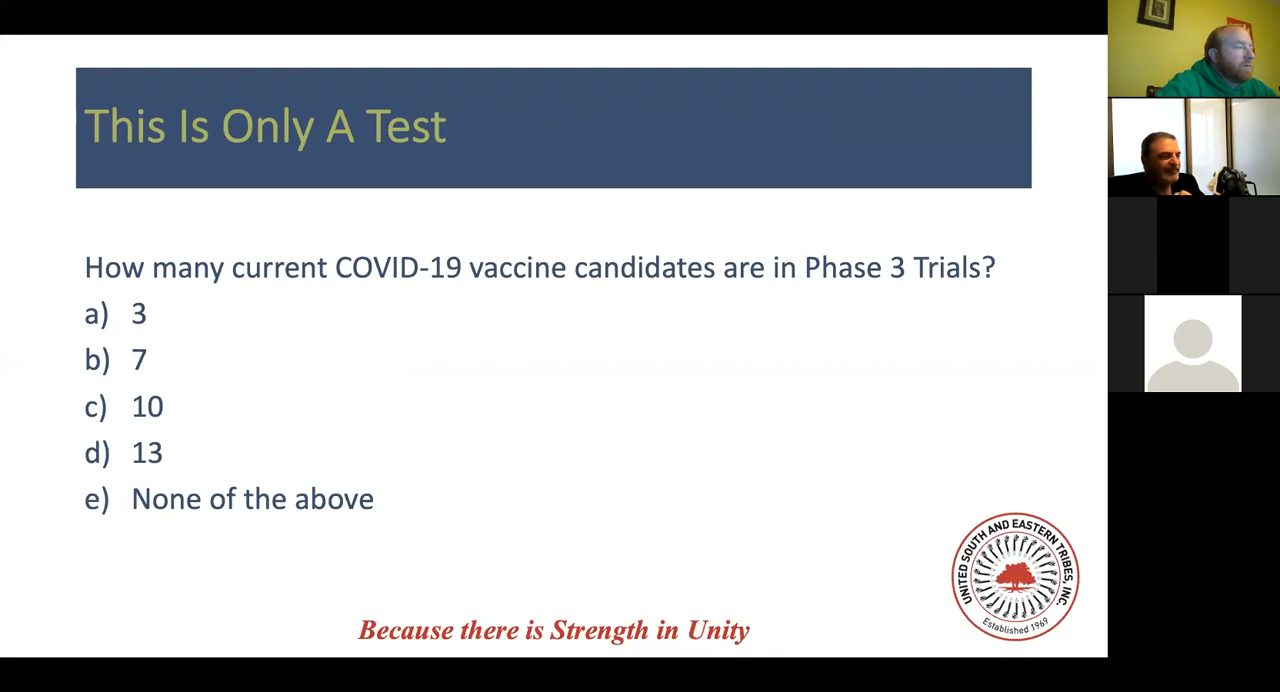 This Is Only A Test
How many current COVID-19 vaccine candidates are in Phase 3 Trials?
a) 3
b) 7
c) 10
d) 13
e) None of the above
UNITED SOUTH AND EASTERN TRIBES, INC.
Established 1969
Because there is Strength in Unity